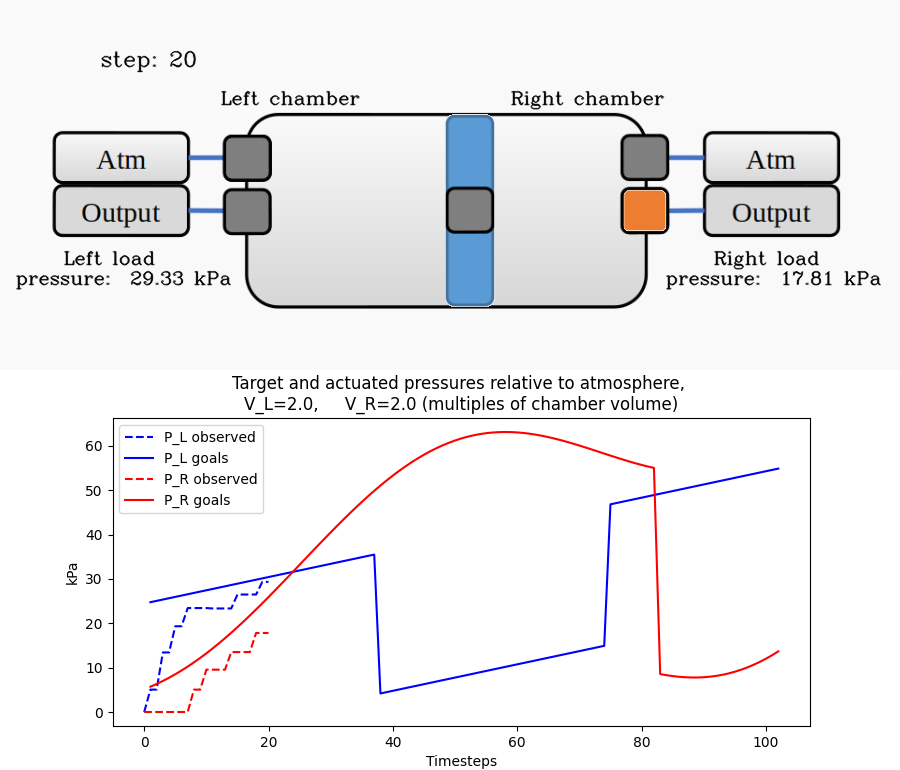 step: 20
Left chamber
Right chamber
Atm
Atm
Output
Output
Left load
pressure: 29.33 kPa
Right load
pressure: 17.81 kPa
Target and actuated pressures relative to atmosphere,
V_L=2.0, V_R=2.0 (multiples of chamber volume)
P_L observed
P_L goals
P_R observed
P_R goals
kPa
60
50
40
30
20
10
0
0 20 40 60 80 100
Timesteps